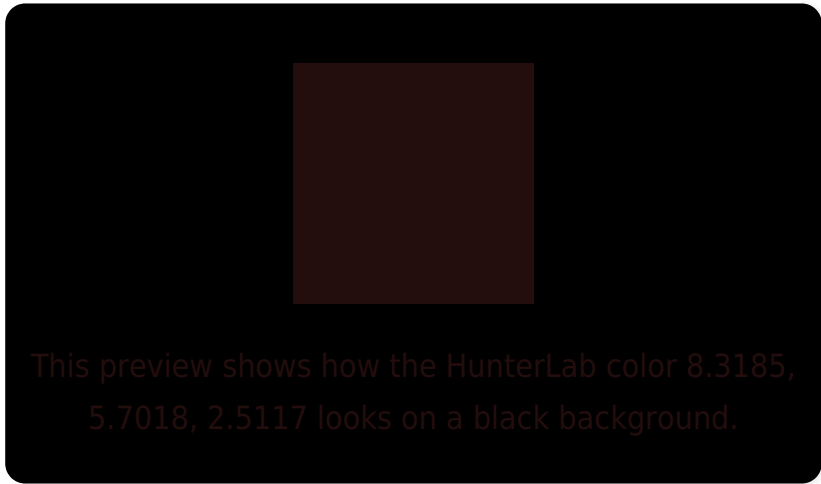 This preview shows how the HunterLab color 8.3185,
5.7018, 2.5117 looks on a black background.